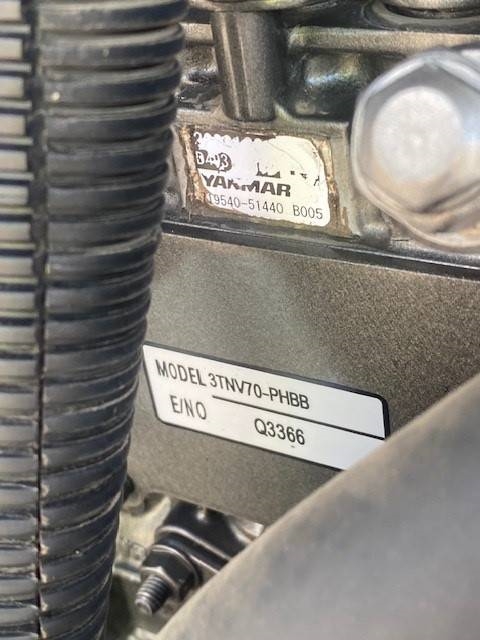 YANMAR
19540-51440 B005
MODEL 3TNV70-PHBB
E/NO Q3366